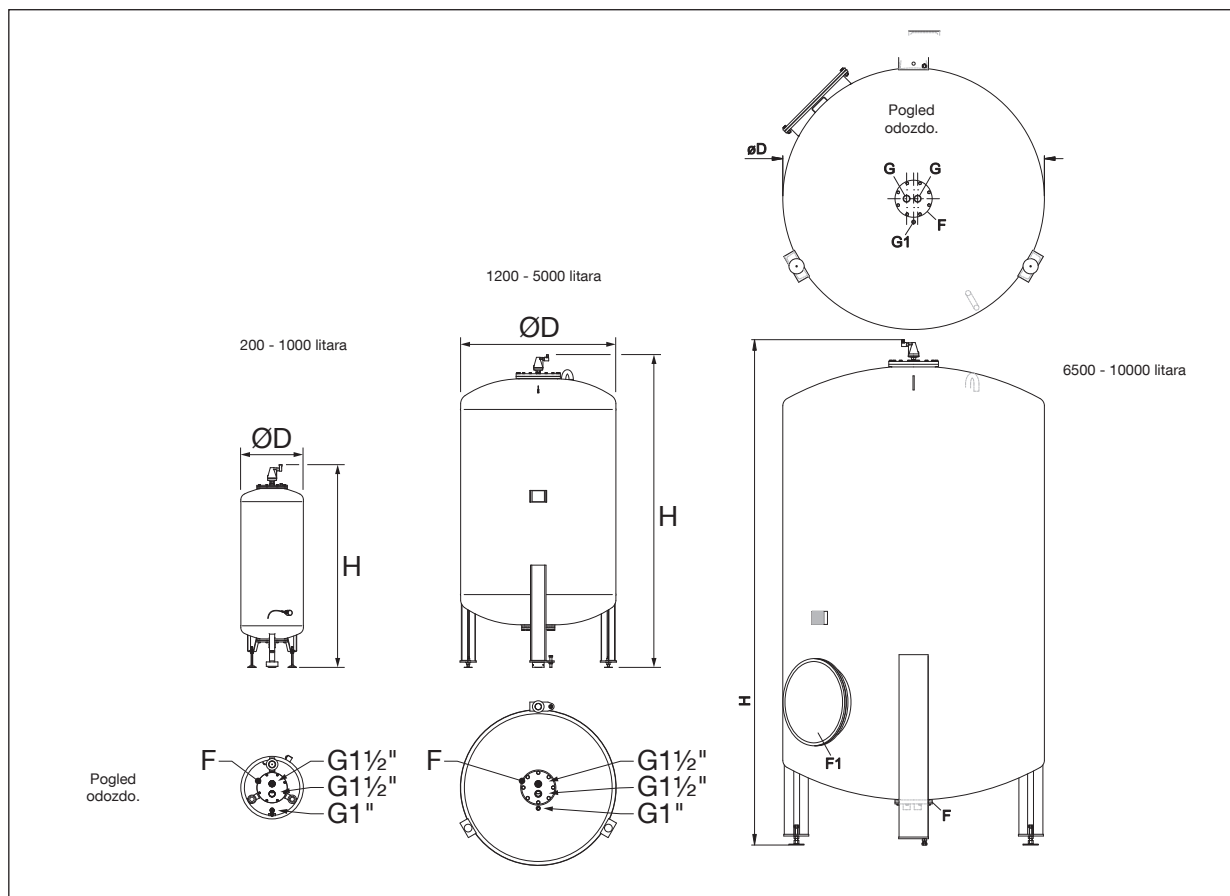 Pogled
odozdo.
øD
G G
F
G1
1200 - 5000 litara
ØD
200 - 1000 litara
6500 - 10000 litara
ØD
H
H
H
F1
F
F G1½"
G1½"
G1"
F G1½"
G1½"
G1"
Pogled
odozdo.